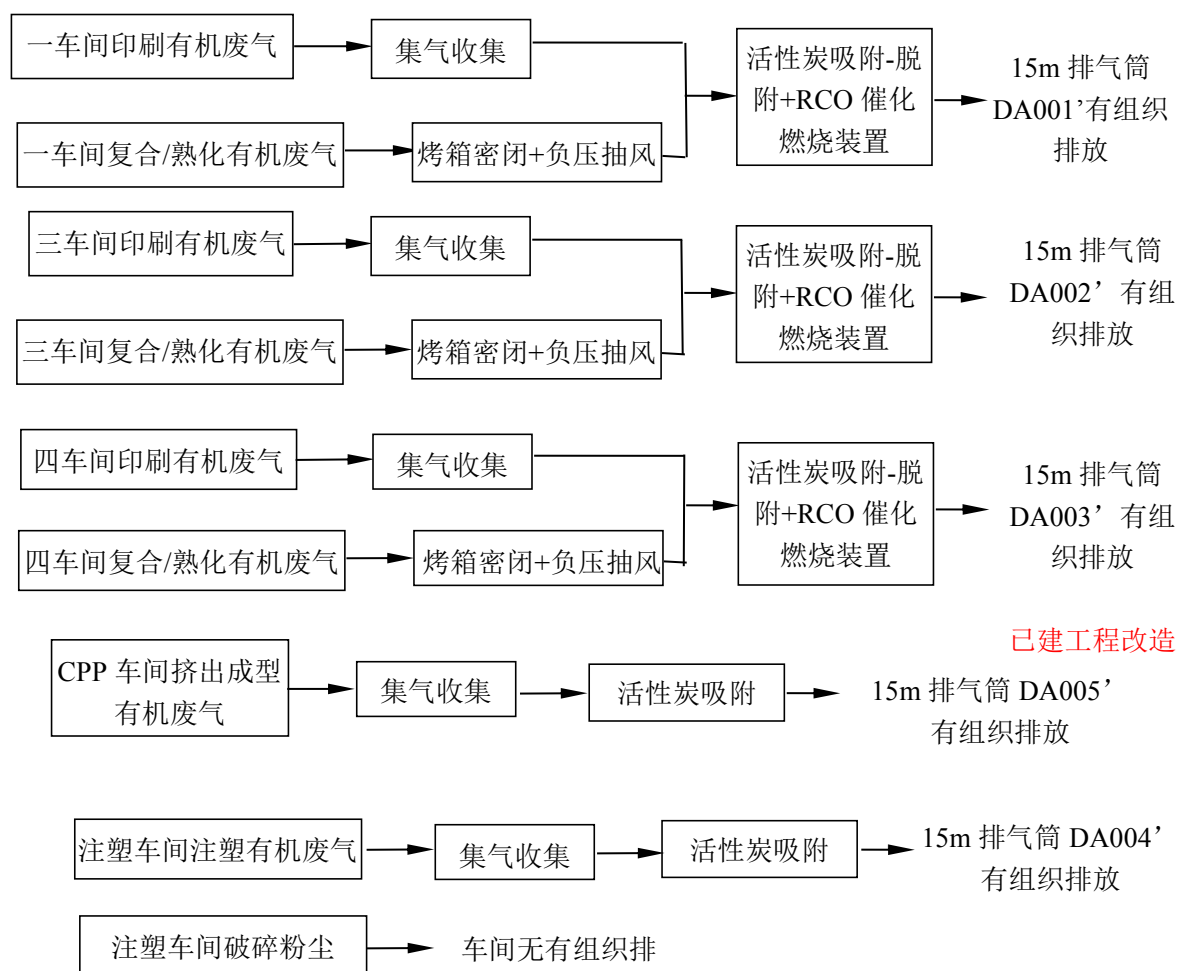 一车间印刷有机废气
集气收集
一车间复合/熟化有机废气
烤箱密闭+负压抽风
活性炭吸附-脱
附+RCO 催化
燃烧装置
15m 排气筒
DA001’有组织
排放
三车间印刷有机废气
集气收集
三车间复合/熟化有机废气
烤箱密闭+负压抽风
活性炭吸附-脱
附+RCO 催化
燃烧装置
15m 排气筒
DA002’有组
织排放
四车间印刷有机废气
集气收集
四车间复合/熟化有机废气
烤箱密闭+负压抽风
活性炭吸附-脱
附+RCO 催化
燃烧装置
15m 排气筒
DA003’有组
织排放
已建工程改造
CPP 车间挤出成型
有机废气
集气收集
活性炭吸附
15m 排气筒 DA005’
有组织排放
注塑车间注塑有机废气
集气收集
活性炭吸附
15m 排气筒 DA004’
有组织排放
注塑车间破碎粉尘
车间无有组织排